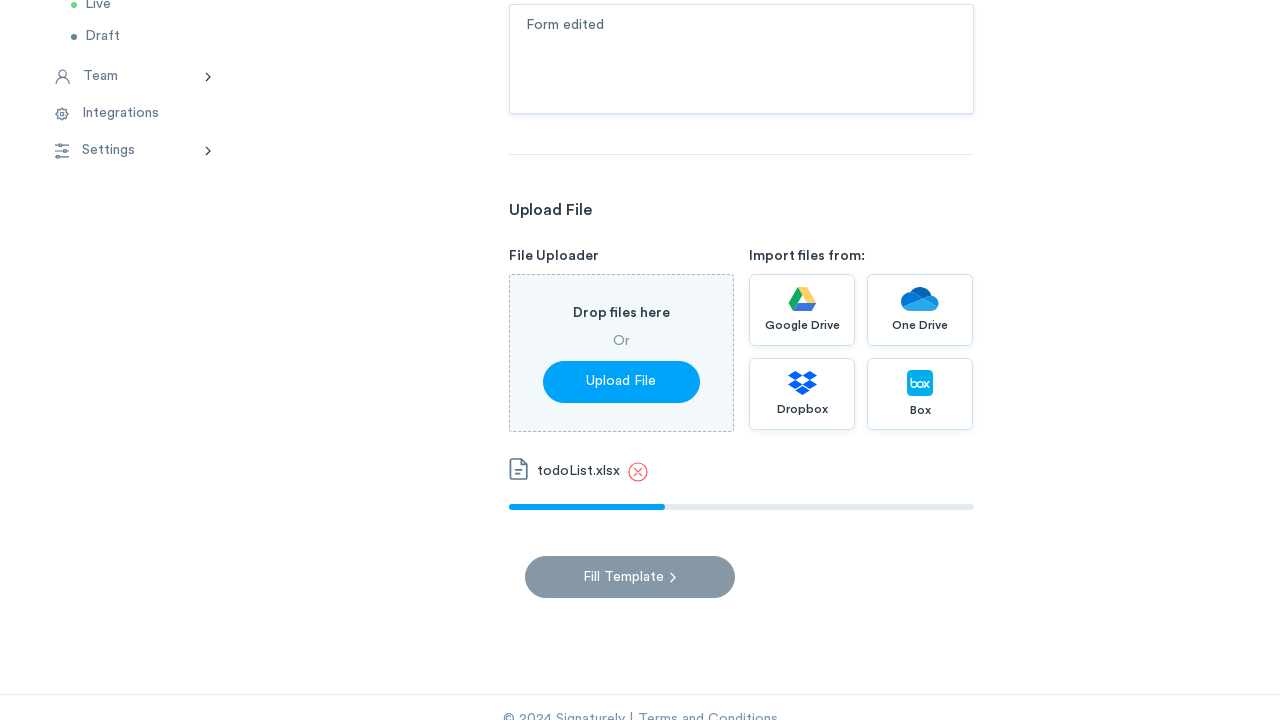 Live
Draft
Team
Integrations
Settings
Form edited
Upload File
File Uploader
Import files from:
Drop files here
Or
Upload File
Google Drive
One Drive
Dropbox
box
Box
todoList.xlsx
Fill Template
© 2024 Signaturely | Terms and Conditions